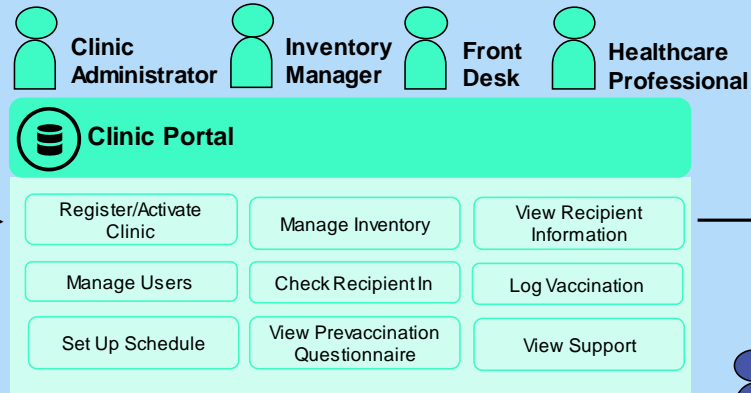 Clinic
Administrator
Inventory
Manager
Front
Desk
Healthcare
Professional
Clinic Portal
Register/Activate
Clinic
Manage Inventory
View Recipient
Information
Manage Users
Check Recipient In
Log Vaccination
Set Up Schedule
View Prevaccination
Questionnaire
View Support